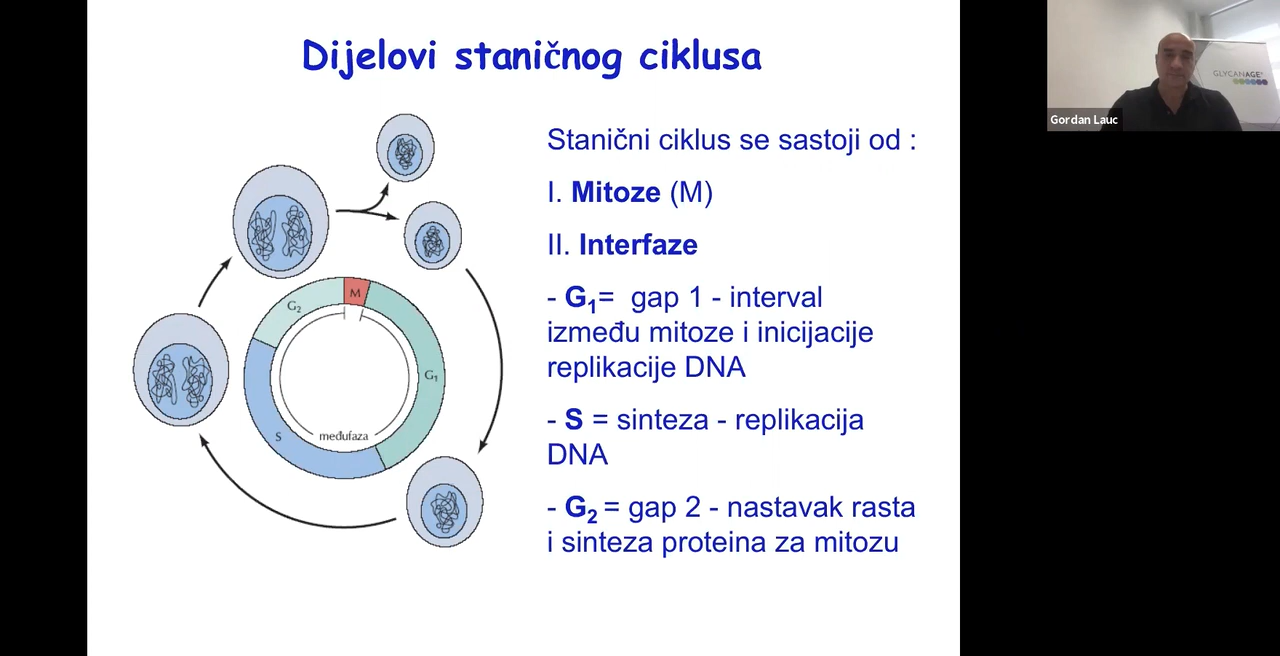 Dijelovi staničnog ciklusa
Stanični ciklus se sastoji od :
I. Mitoze (M)
II. Interfaze
- G₁= gap 1 - interval
između mitoze i inicijacije
replikacije DNA
- S = sinteza - replikacija
DNA
- G₂ = gap 2 - nastavak rasta
i sinteza proteina za mitozu
M
G₂
G₁
S
međufaza
GLYCANAGE
Gordan Lauc